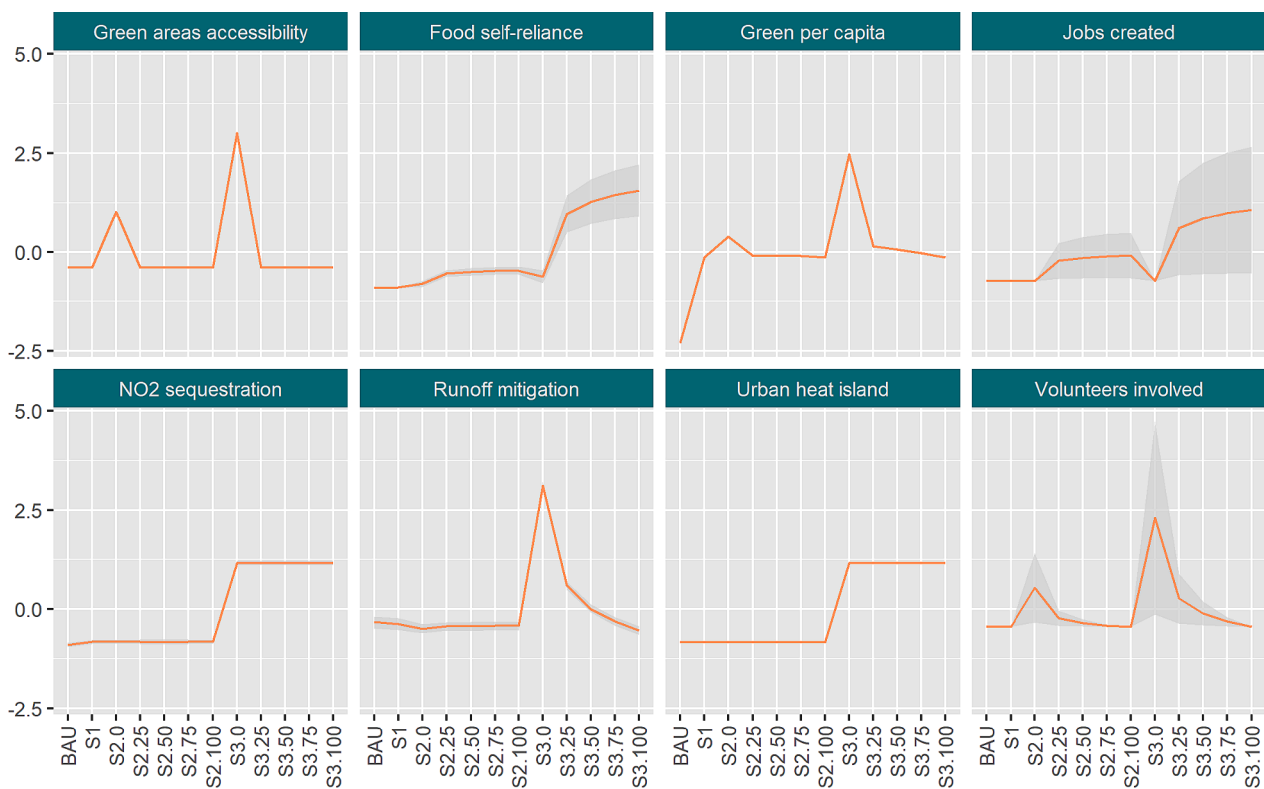 Green areas accessibility
Food self-reliance
Green per capita
Jobs created
5.0
2.5
0.0
-2.5
NO2 sequestration
Runoff mitigation
Urban heat island
Volunteers involved
5.0
2.5
0.0
-2.5
BAU
S1
S2.0
S2.25
S2.50
S2.75
S2.100
S3.0
S3.25
S3.50
S3.75
S3.100
BAU
S1
S2.0
S2.25
S2.50
S2.75
S2.100
S3.0
S3.25
S3.50
S3.75
S3.100
BAU
S1
S2.0
S2.25
S2.50
S2.75
S2.100
S3.0
S3.25
S3.50
S3.75
S3.100
BAU
S1
S2.0
S2.25
S2.50
S2.75
S2.100
S3.0
S3.25
S3.50
S3.75
S3.100